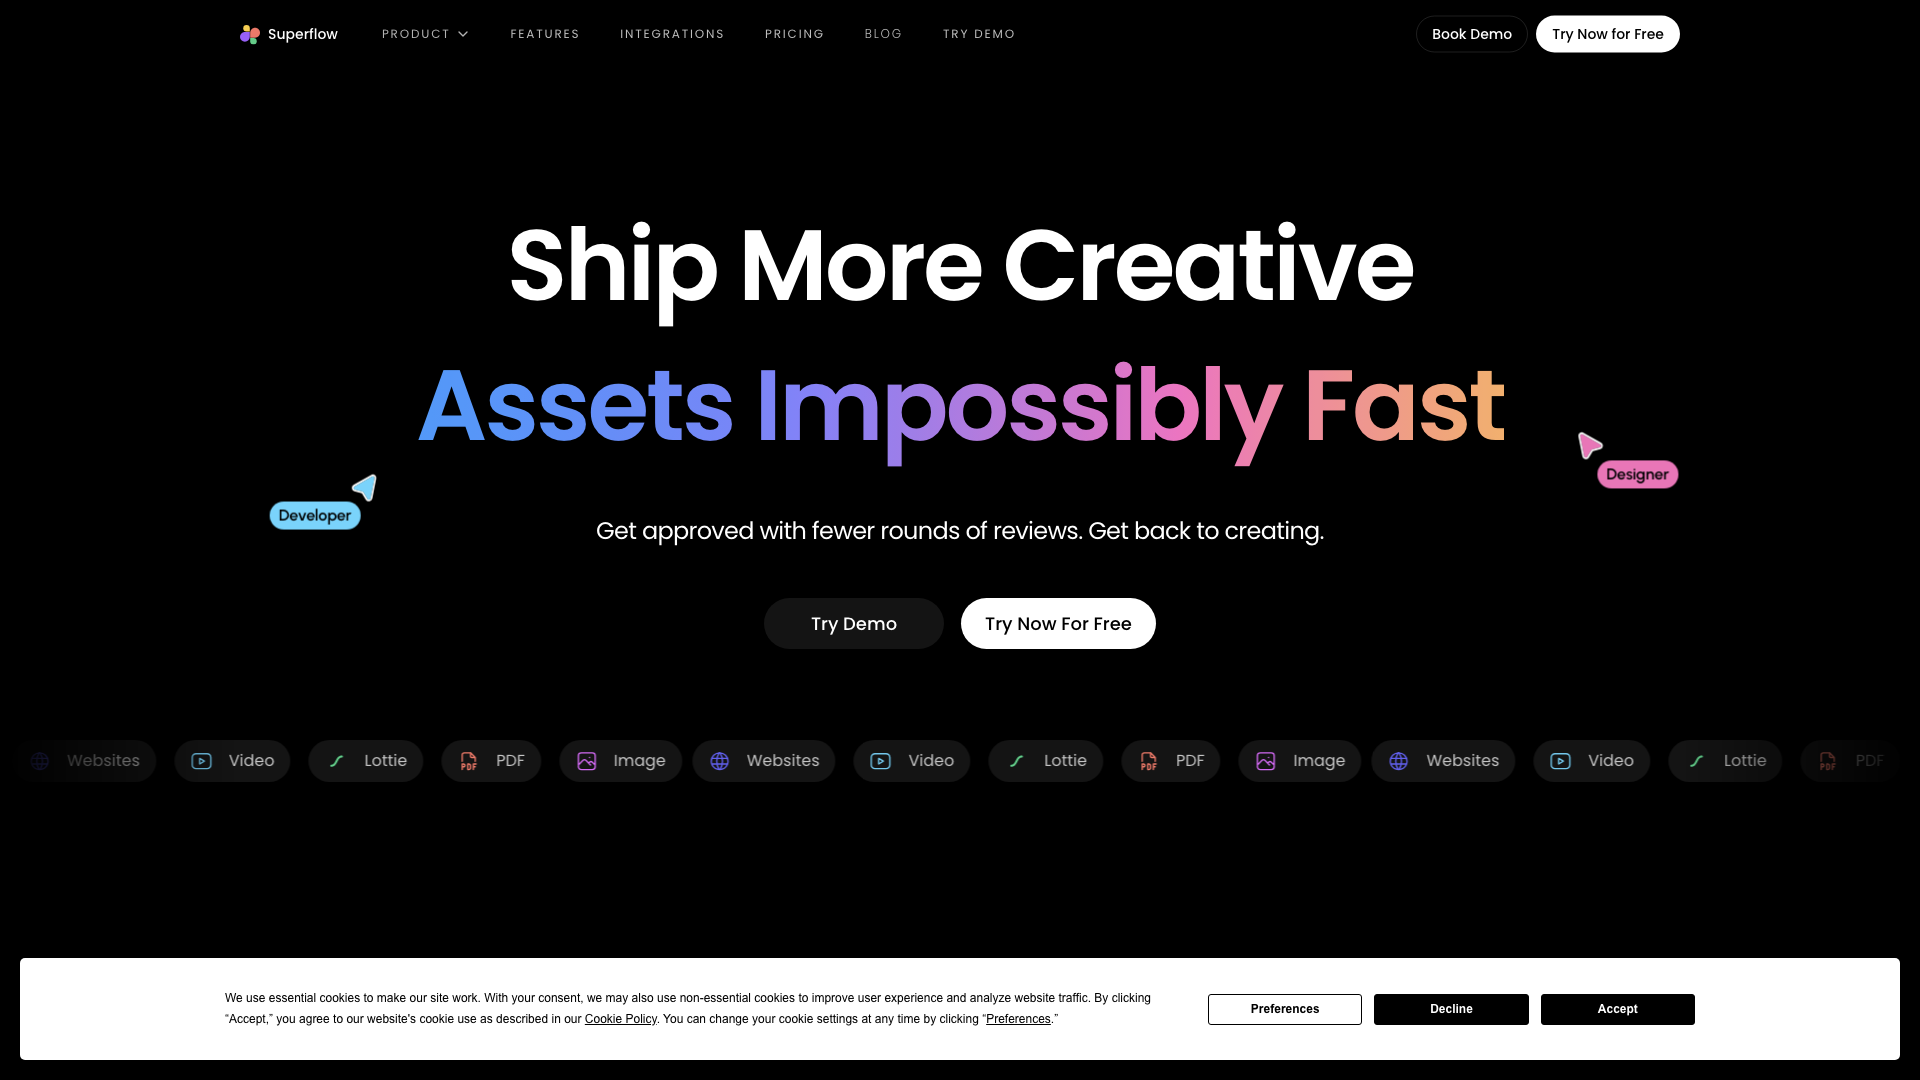 Superflow
PRODUCT
FEATURES
INTEGRATIONS
PRICING
BLOG
TRY DEMO
Book Demo
Try Now for Free
Ship More Creative
Assets Impossibly Fast
Developer
Designer
Get approved with fewer rounds of reviews. Get back to creating.
Try Demo
Try Now For Free
Websites
Video
Lottie
PDF
PDF
Image
Websites
Video
Lottie
PDF
PDF
Image
Websites
Video
Lottie
PDF
PDF
We use essential cookies to make our site work. With your consent, we may also use non-essential cookies to improve user experience and analyze website traffic. By clicking
“Accept,” you agree to our website's cookie use as described in our Cookie Policy. You can change your cookie settings at any time by clicking “Preferences.”
Preferences
Decline
Accept